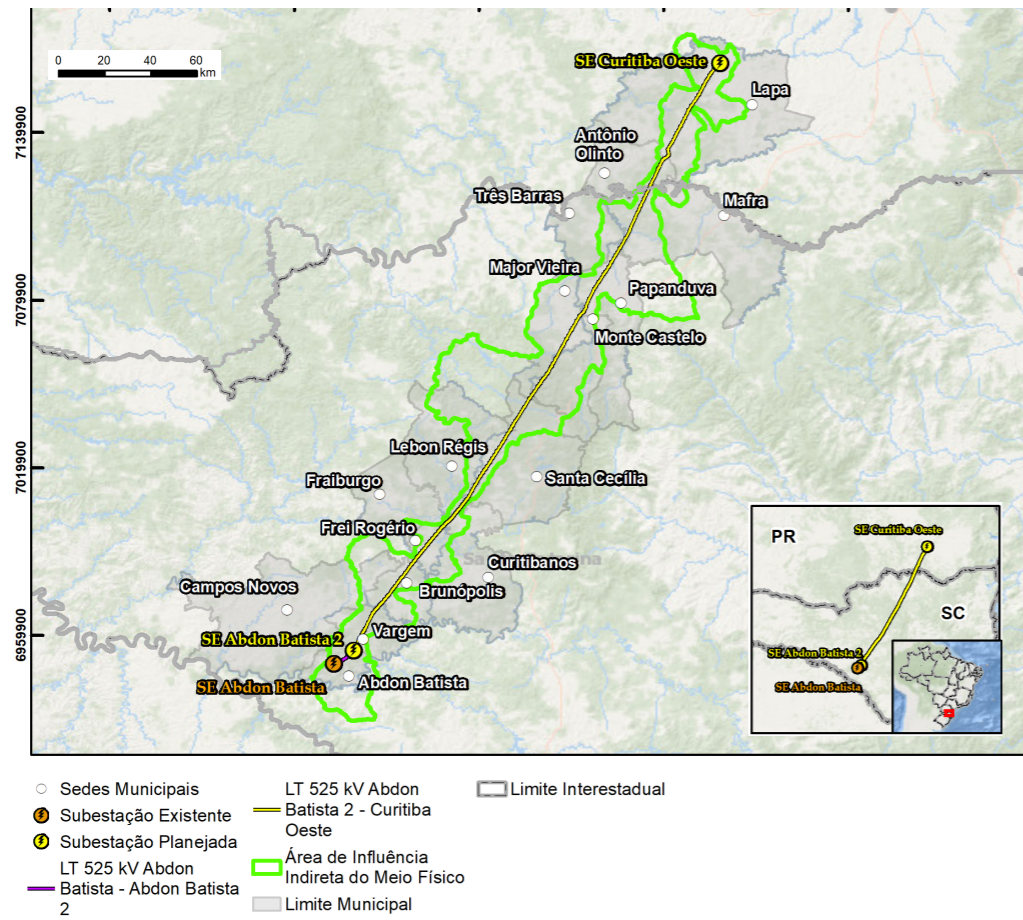 0 20 40 60
km
SE Curitiba Oeste
Lapa
7139900
Antônio
Olinto
Três Barras
Mafra
Major Vieira
7079900
Papanduva
Monte Castelo
Lebon Régis
7019900
Fraiburgo
Santa Cecília
Frei Rogério
Curitibanos
Campos Novos
Brunópolis
6959900
SE Abdon Batista 2
Vargem
SE Abdon Batista
Abdon Batista
PR
SE Curitiba Oeste
SC
SE Abdon Batista 2
SE Abdon Batista
Sedes Municipais
Subestação Existente
Subestação Planejada
LT 525 kV Abdon
Batista - Abdon Batista
2
LT 525 kV Abdon
Batista 2 - Curitiba
Oeste
Área de Influência
Indireta do Meio Físico
Limite Municipal
Limite Interestadual